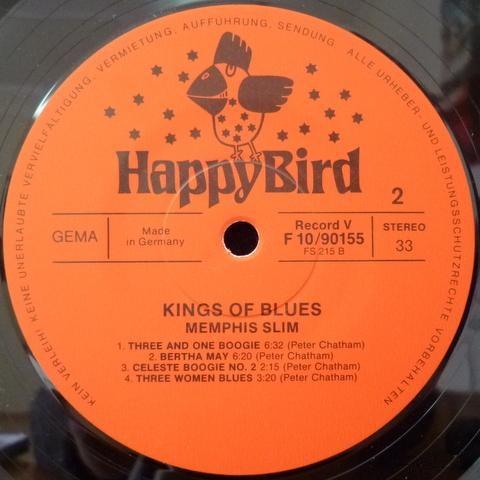 KEIN VERLEIH! KEINE UNERLAUBTE VERVIELFÄLTIGUNG, VERMIETUNG, AUFFÜHRUNG, SENDUNG. ALLE URHEBER- UND LEISTUNGSSCHUTZRECHTE VORBEHALTEN
HappyBird
2
GEMA
Made
in Germany
Record V
F 10/90155
FS 215 B
STEREO
33
KINGS OF BLUES
MEMPHIS SLIM
1. THREE AND ONE BOOGIE 6:32 (Peter Chatham)
2. BERTHA MAY 6:20 (Peter Chatham)
3. CELESTE BOOGIE NO. 2 2:15 (Peter Chatham)
4. THREE WOMEN BLUES 3:20 (Peter Chatham)